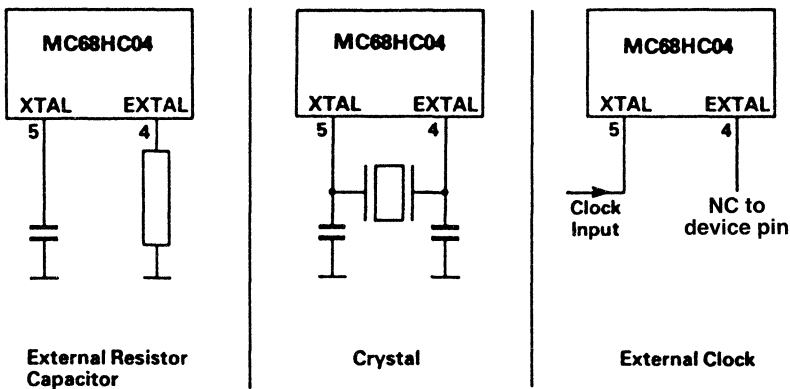 MC68HC04
XTAL EXTAL
5 4
External Resistor
Capacitor
MC68HC04
XTAL EXTAL
5 4
Crystal
MC68HC04
XTAL EXTAL
5 4
Clock
Input
NC to
device pin
External Clock